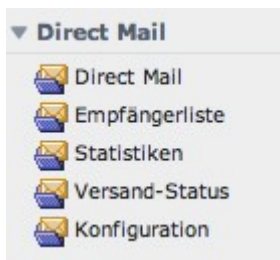 Direct Mail
Direct Mail
Empfängerliste
Statistiken
Versand-Status
Konfiguration